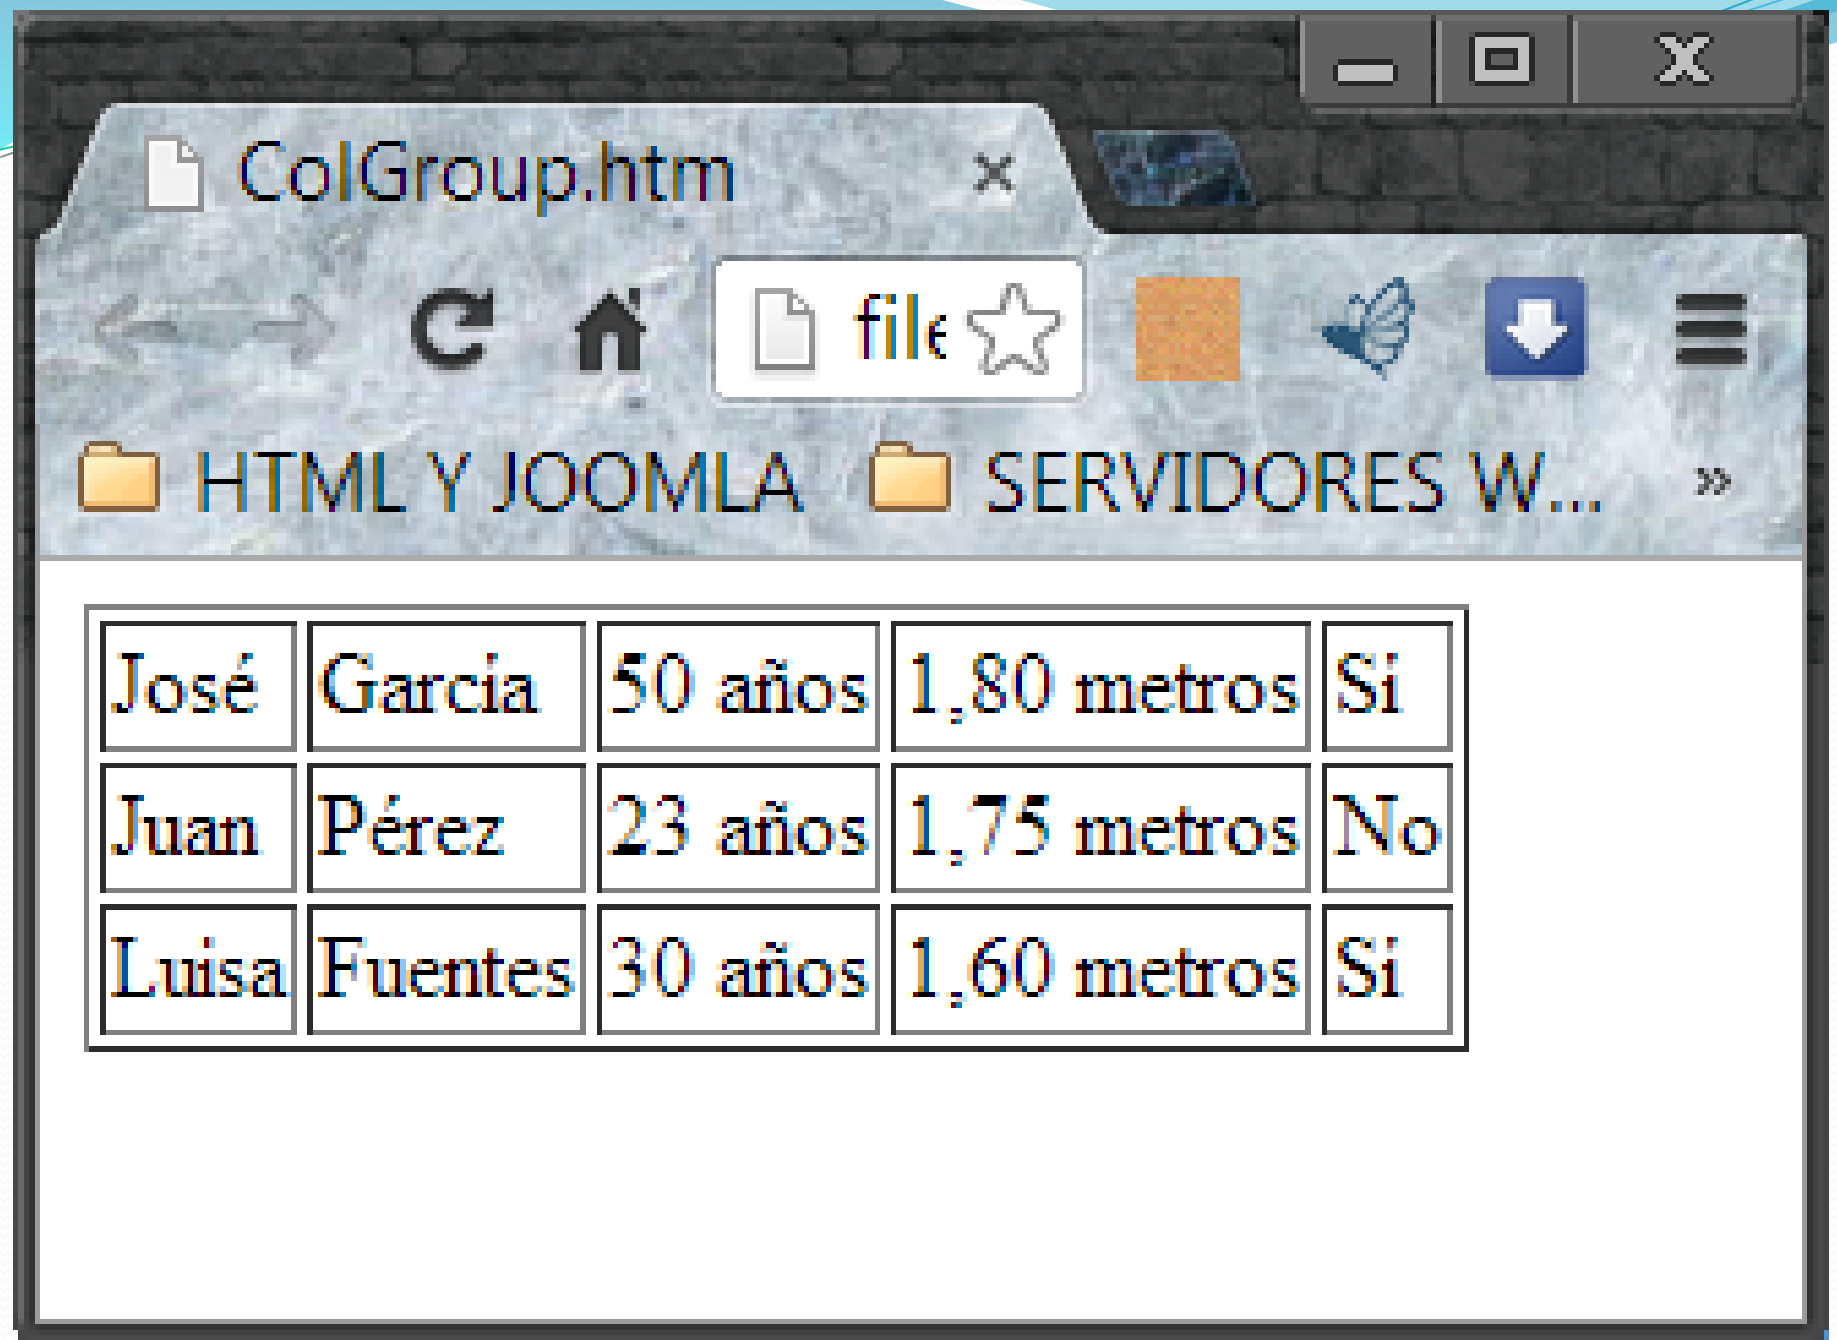 ColGroup.htm
file
HTML Y JOOMLA SERVIDORES W... »
José García 50 años 1,80 metros Si
Juan Pérez 23 años 1,75 metros No
Luisa Fuentes 30 años 1,60 metros Si